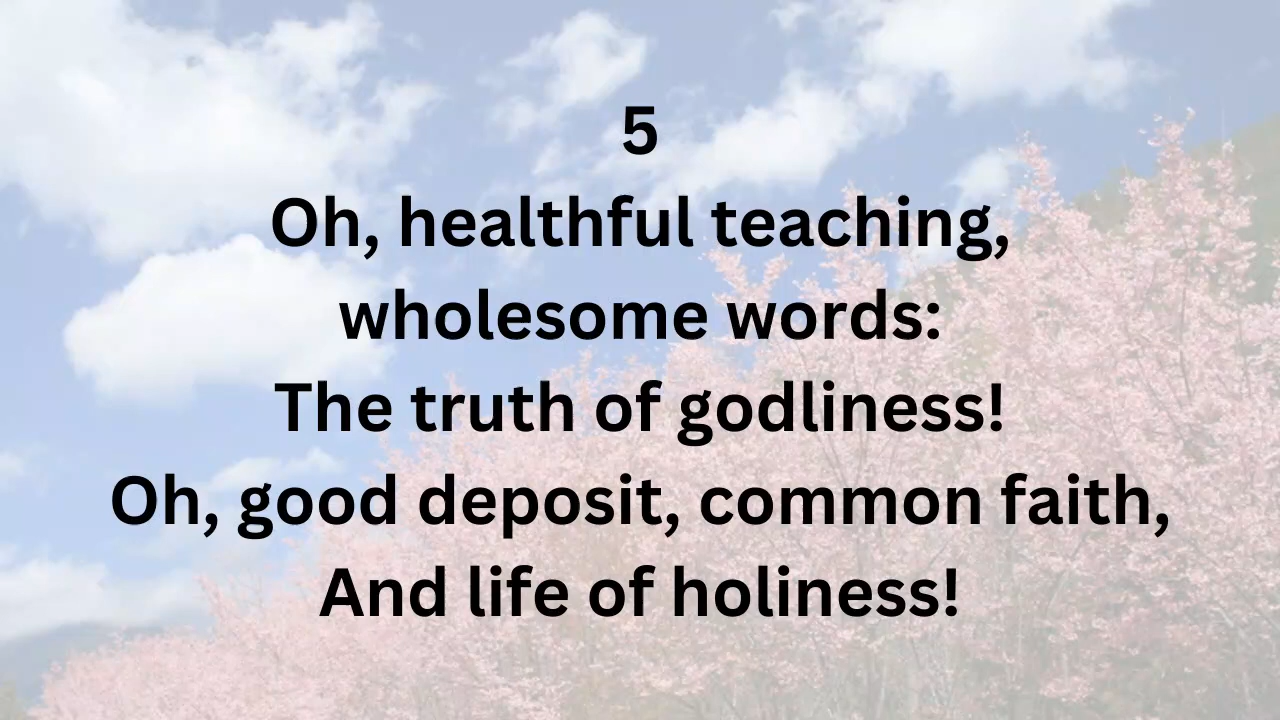 5
Oh, healthful teaching,
wholesome words:
The truth of godliness!
Oh, good deposit, common faith,
And life of holiness!